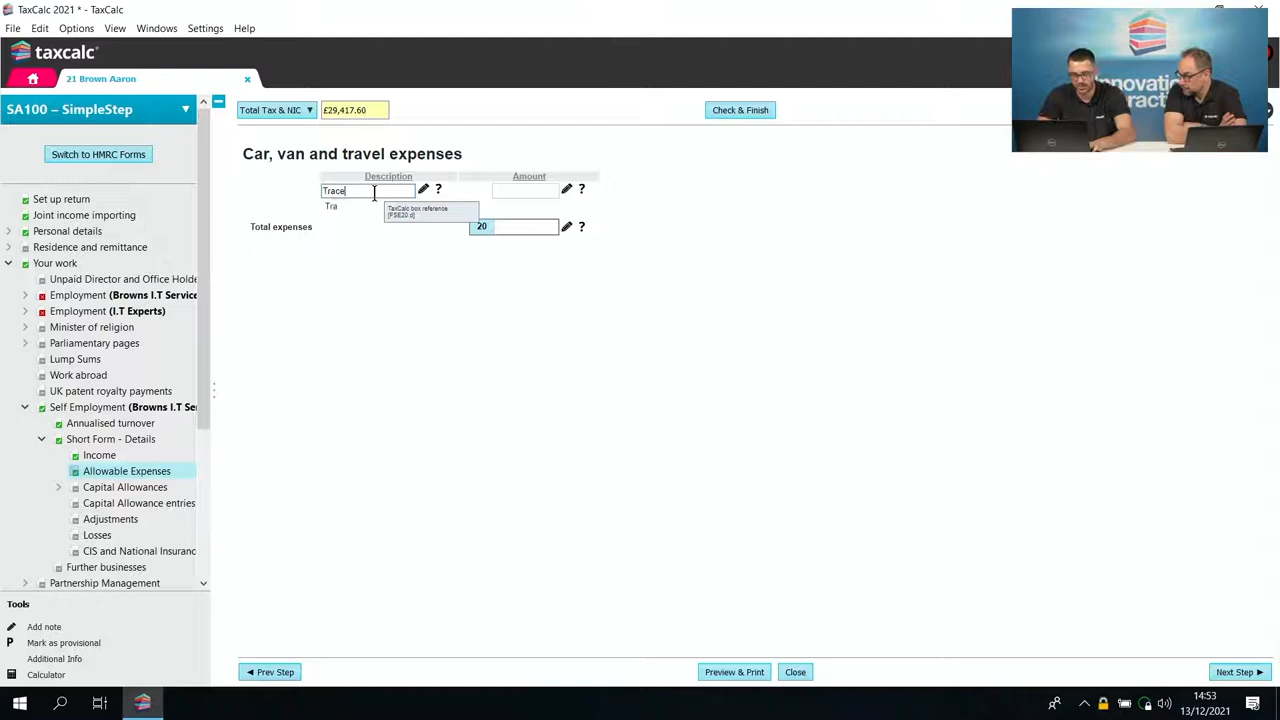 TaxCalc 2021 * - TaxCalc
File Edit Options View Windows Settings Help
taxcalc
21 Brown Aaron
SA100 – SimpleStep
Total Tax & NIC £29,417.60 Check & Finish
Switch to HMRC Forms
Car, van and travel expenses
Description Amount
Trace ? ?
Tra
TaxCalc box reference
[FSE20.d]
Total expenses 20 ?
Set up return
Joint income importing
Personal details
Residence and remittance
Your work
Unpaid Director and Office Holde
Employment (Browns I.T Service
Employment (I.T Experts)
Minister of religion
Parliamentary pages
Lump Sums
Work abroad
UK patent royalty payments
Self Employment (Browns I.T Se
Annualised turnover
Short Form - Details
Income
Allowable Expenses
Capital Allowances
Capital Allowance entries
Adjustments
Losses
CIS and National Insuranc
Further businesses
Partnership Management
Tools
Add note
P Mark as provisional
Additional Info
Calculator
Prev Step Preview & Print Close Next Step
14:53
13/12/2021